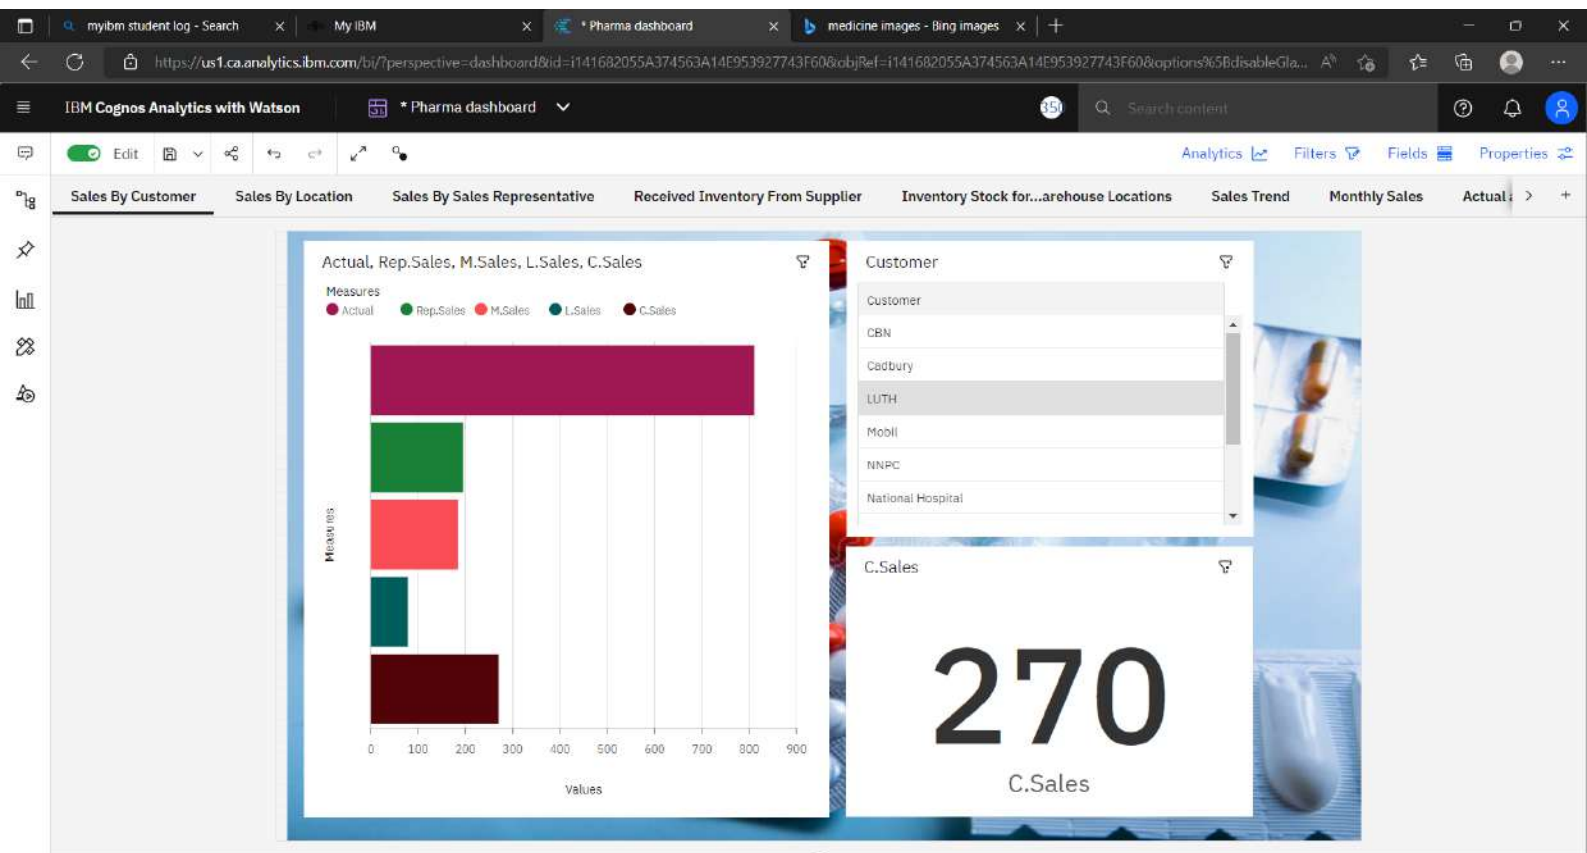 myibm student log - Search
My IBM
* Pharma dashboard
medicine images - Bing images
https://us1.ca.analytics.ibm.com/bi/?perspective=dashboard&id=i141682055A374563A14E953927743F60&objRef=i141682055A374563A14E953927743F60&options%5BdisableGla...
IBM Cognos Analytics with Watson
* Pharma dashboard
Search content
Edit
Analytics
Filters
Fields
Properties
Sales By Customer
Sales By Location
Sales By Sales Representative
Received Inventory From Supplier
Inventory Stock for...arehouse Locations
Sales Trend
Monthly Sales
Actual
Actual, Rep.Sales, M.Sales, L.Sales, C.Sales
Measures
Actual
Rep.Sales
M.Sales
L.Sales
C.Sales
Measures
0 100 200 300 400 500 600 700 800 900
Values
Customer
Customer
CBN
Cadbury
LUTH
Mobil
NNPC
National Hospital
C.Sales
270
C.Sales